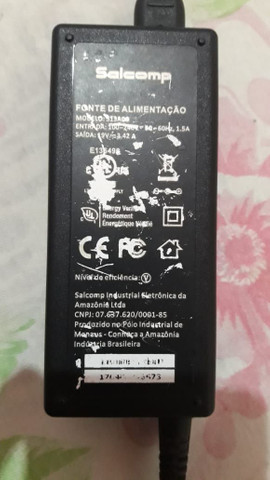 Salcomp
FONTE DE ALIMENTAÇÃO
MODELO:
ENTRADA: 50-60Hz, 1.5A
SAÍDA: 19V 3.42 A
UL
Energy Verified
Rendement
Énergétique Vérifié
CE FC
Nível de eficiência: V
Salcomp Industrial Eletrônica da
Amazônia Ltda
CNPJ: 07.637.620/0001-85
Produzido no Pólo Industrial de
Manaus - Conheça a Amazônia
Indústria Brasileira